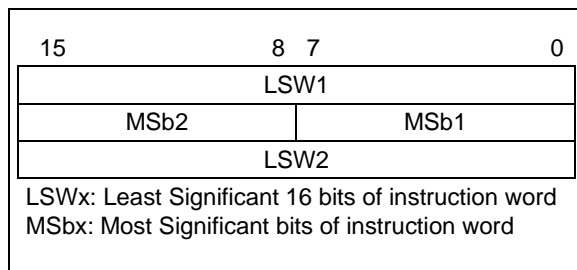 15 8 7 0
LSW1
MSb2 MSb1
LSW2
LSWx: Least Significant 16 bits of instruction word
MSbx: Most Significant bits of instruction word